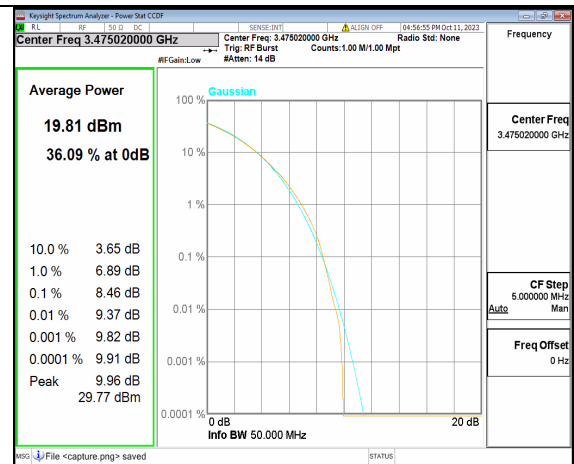 Keysight Spectrum Analyzer - Power Stat CCDF
RL RF 50 Ω DC SENSE:INT ALIGN OFF 04:56:55 PM Oct 11, 2023
Center Freq 3.475020000 GHz
Center Freq: 3.475020000 GHz Radio Std: None
Trig: RF Burst Counts:1.00 M/1.00 Mpt
#IFGain:Low #Atten: 14 dB
Frequency
Average Power
19.81 dBm
36.09 % at 0dB
10.0 % 3.65 dB
1.0 % 6.89 dB
0.1 % 8.46 dB
0.01 % 9.37 dB
0.001 % 9.82 dB
0.0001 % 9.91 dB
Peak 9.96 dB
29.77 dBm
Gaussian
100 %
10 %
1 %
0.1 %
0.01 %
0.001 %
0.0001 %
0 dB 20 dB
Info BW 50.000 MHz
Center Freq
3.475020000 GHz
CF Step
5.000000 MHz
Auto Man
Freq Offset
0 Hz
MSG File <capture.png> saved STATUS